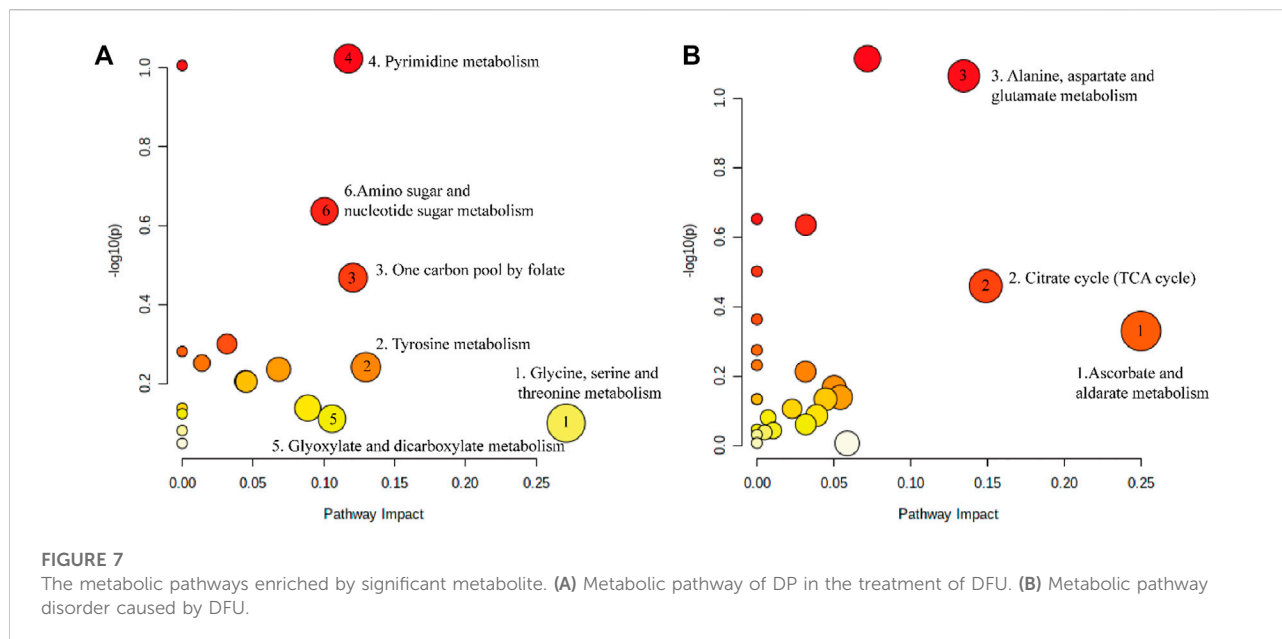 A
4
4. Pyrimidine metabolism
6.Amino sugar and
nucleotide sugar metabolism
6
3. One carbon pool by folate
3
2. Tyrosine metabolism
2
1. Glycine, serine and
threonine metabolism
1
5
5. Glyoxylate and dicarboxylate metabolism
-log10(p)
1.0
0.8
0.6
0.4
0.2
0.00 0.05 0.10 0.15 0.20 0.25
Pathway Impact
B
3
3. Alanine, aspartate and
glutamate metabolism
2
2. Citrate cycle (TCA cycle)
1
1.Ascorbate and
aldarate metabolism
-log10(p)
1.0
0.8
0.6
0.4
0.2
0.0
0.00 0.05 0.10 0.15 0.20 0.25
Pathway Impact
FIGURE 7
The metabolic pathways enriched by significant metabolite. (A) Metabolic pathway of DP in the treatment of DFU. (B) Metabolic pathway
disorder caused by DFU.